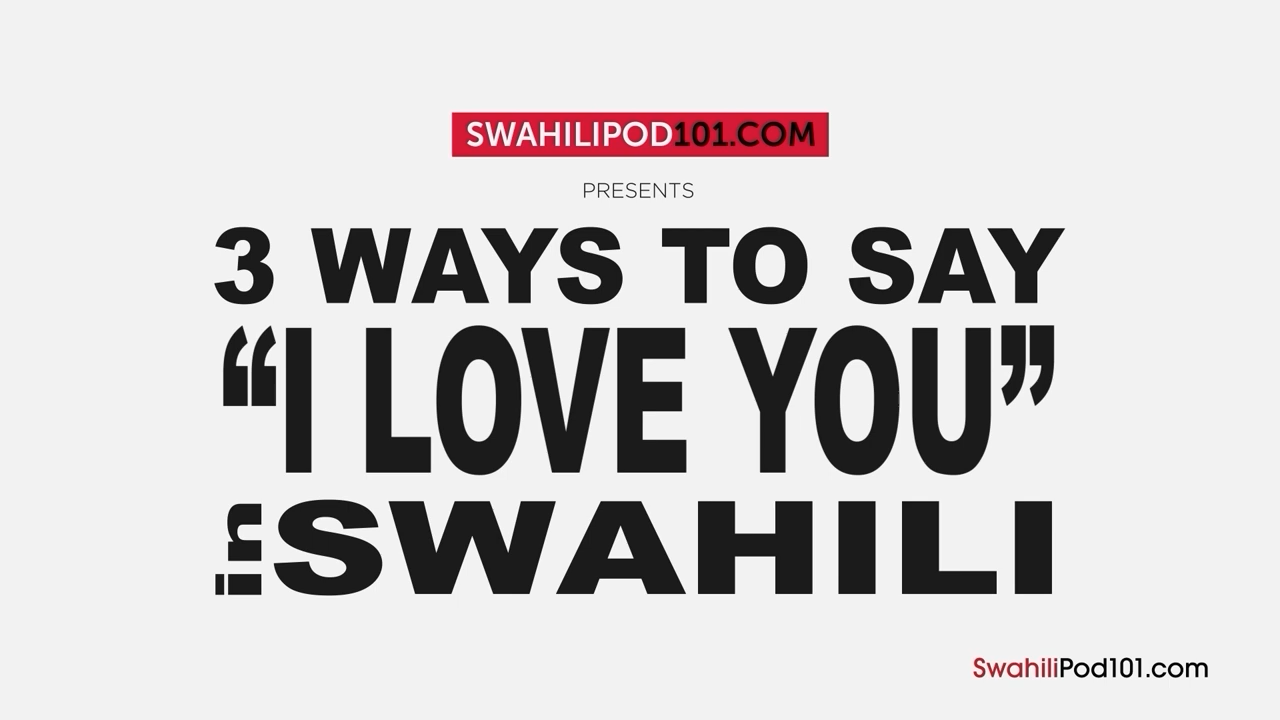 SWAHILIPOD101.COM
PRESENTS
3 WAYS TO SAY
“I LOVE YOU”
in SWAHILI
SwahiliPod101.com